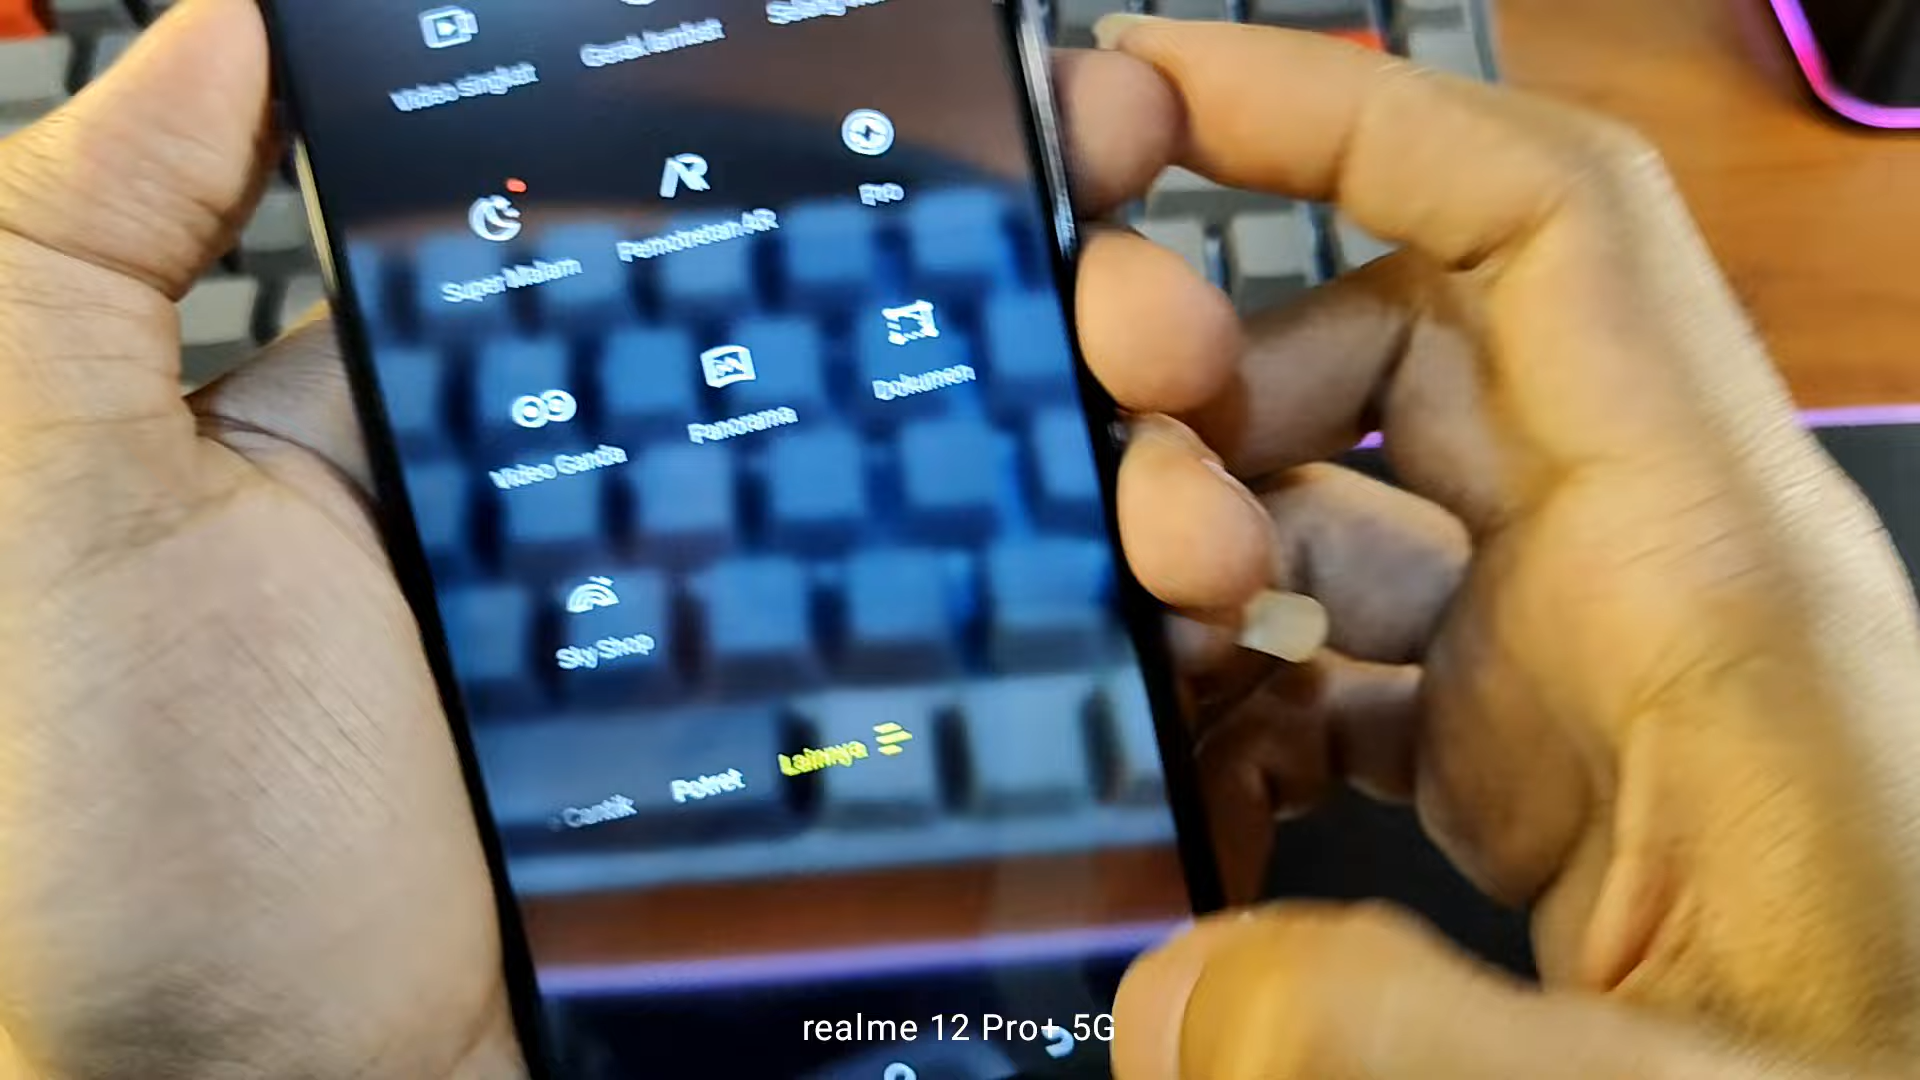 Video singkat
Gerak lambat
Super Malam
Pemotretan AR
Pro
Video Ganda
Panorama
Dokumen
Sky Shop
Cantik
Potret
Lainnya
realme 12 Pro+ 5G